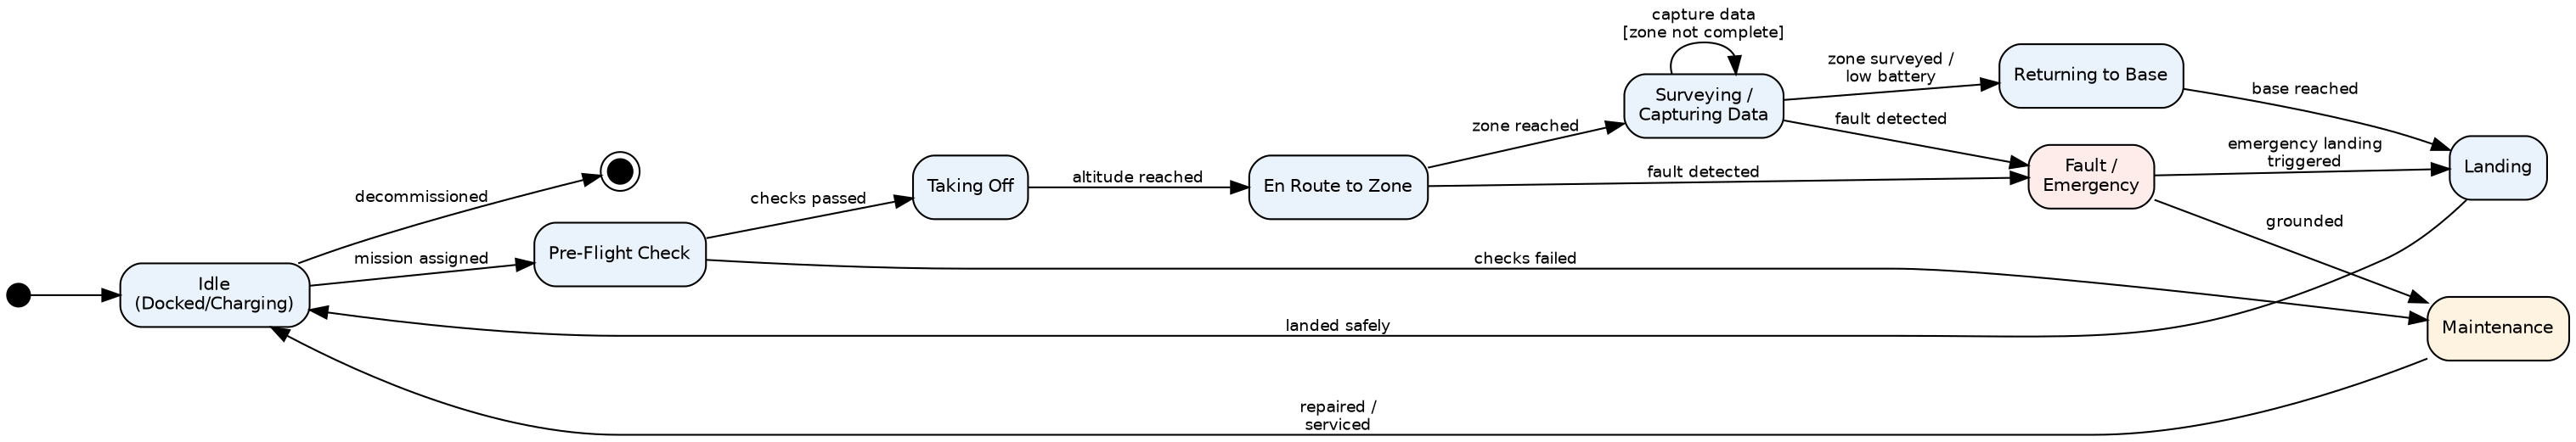 capture data
[zone not complete]
zone surveyed /
low battery
Returning to Base
base reached
Surveying /
Capturing Data
zone reached
fault detected
emergency landing
triggered
Landing
Fault /
Emergency
fault detected
altitude reached
En Route to Zone
Taking Off
checks passed
decommissioned
grounded
Pre-Flight Check
mission assigned
checks failed
Idle
(Docked/Charging)
landed safely
Maintenance
repaired /
serviced